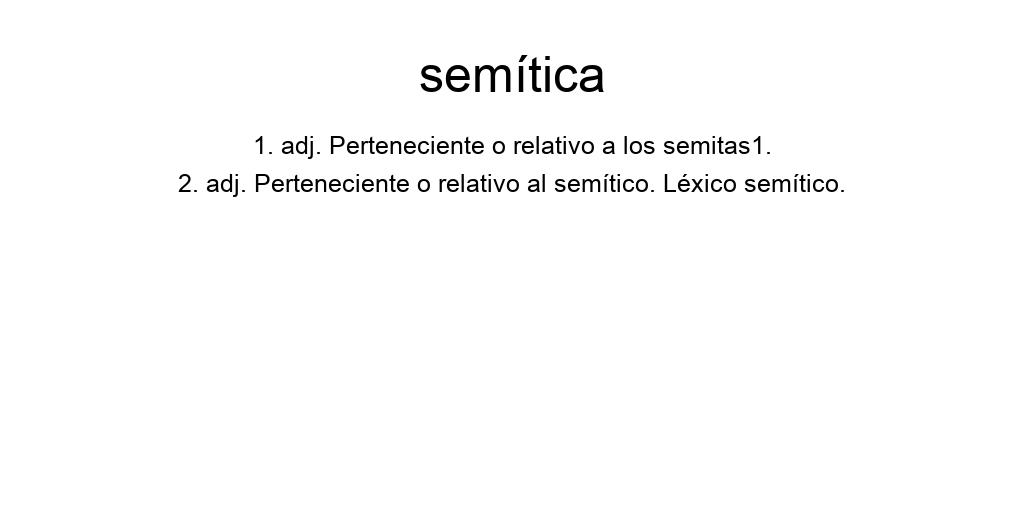 semítica
1. adj. Perteneciente o relativo a los semitas1.
2. adj. Perteneciente o relativo al semítico. Léxico semítico.